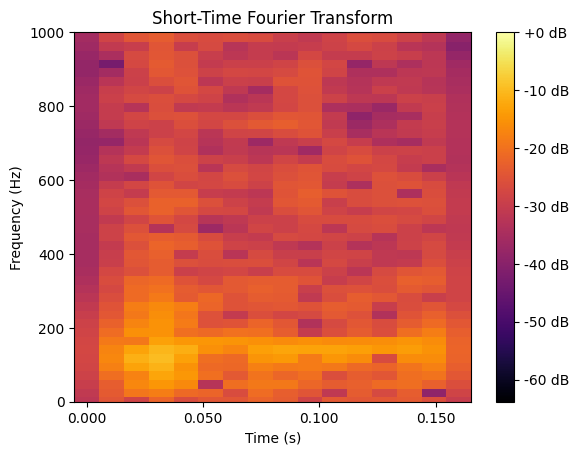 Short-Time Fourier Transform
1000
800
600
400
200
0
Frequency (Hz)
0.000
0.050
0.100
0.150
Time (s)
+0 dB
-10 dB
-20 dB
-30 dB
-40 dB
-50 dB
-60 dB